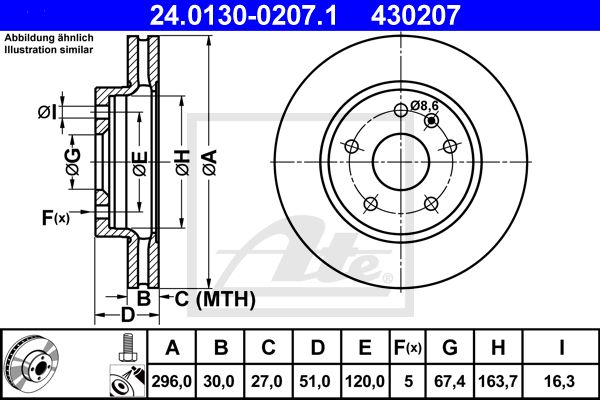 24.0130-0207.1 430207
Abbildung ähnlich
Illustration similar
Ø8,6
ØI
ØG
ØE
ØH
ØA
F(x)
B
C (MTH)
D
Ate
®
A B C D E F(x) G H I
296,0 30,0 27,0 51,0 120,0 5 67,4 163,7 16,3